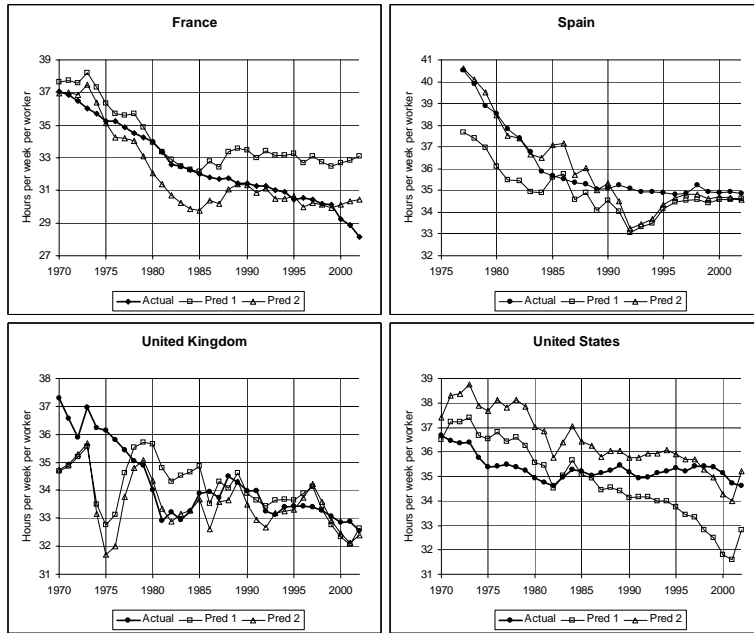 France
Hours per week per worker
39
37
35
33
31
29
27
1970 1975 1980 1985 1990 1995 2000
Actual Pred 1 Pred 2
Spain
Hours per week per worker
41
40
39
38
37
36
35
34
33
32
1975 1980 1985 1990 1995 2000
Actual Pred 1 Pred 2
United Kingdom
Hours per week per worker
38
37
36
35
34
33
32
31
1970 1975 1980 1985 1990 1995 2000
Actual Pred 1 Pred 2
United States
Hours per week per worker
39
38
37
36
35
34
33
32
31
1970 1975 1980 1985 1990 1995 2000
Actual Pred 1 Pred 2